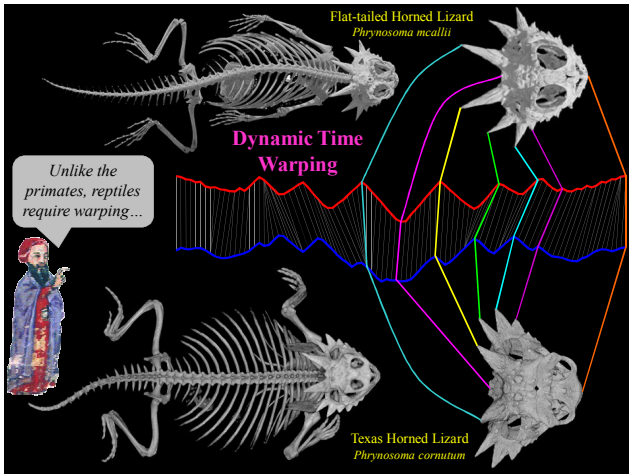 Flat-tailed Horned Lizard
Phrynosoma mcallii
Dynamic Time
Warping
Unlike the
primates, reptiles
require warping…
Texas Horned Lizard
Phrynosoma cornutum